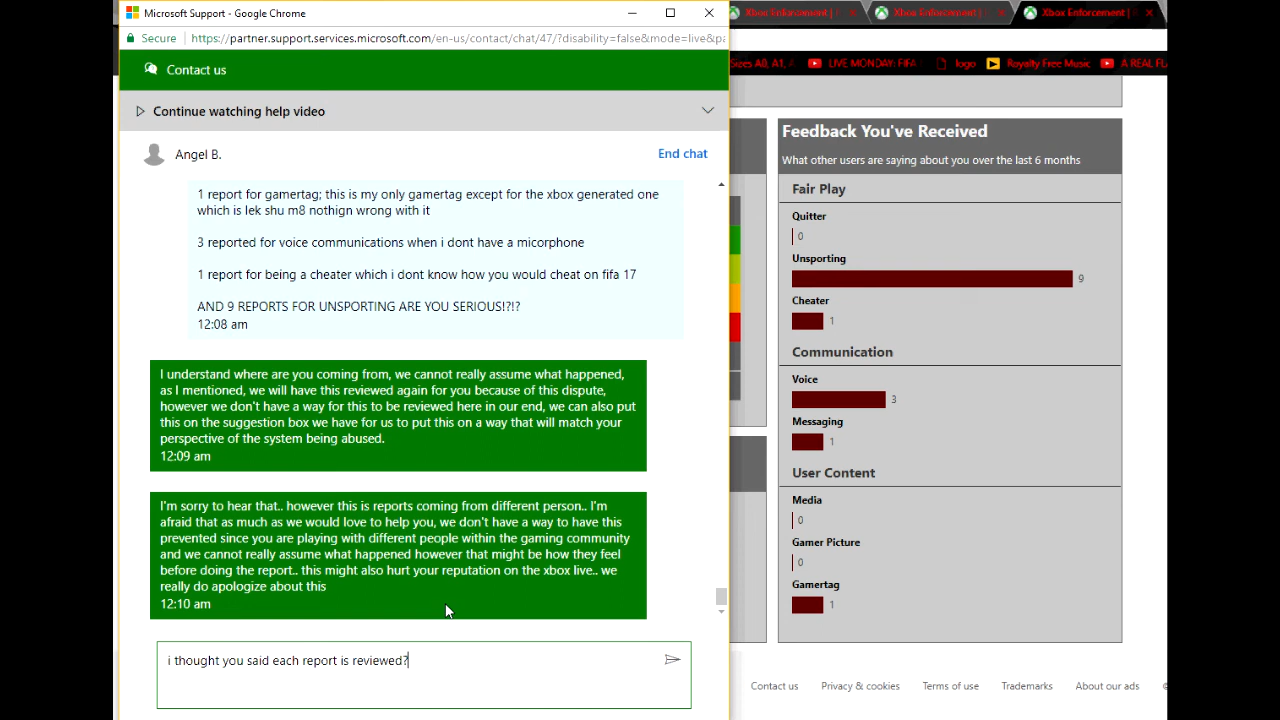 Microsoft Support - Google Chrome
Xbox Enforcement |
Xbox Enforcement |
Xbox Enforcement |
Secure
https://partner.support.services.microsoft.com/en-us/contact/chat/47/?disability=false&mode=live&pa
Sizes A0, A1, A
LIVE MONDAY: FIFA
logo
Royalty Free Music
A REAL FL
Contact us
Continue watching help video
Angel B.
End chat
1 report for gamertag; this is my only gamertag except for the xbox generated one
which is lek shu m8 nothign wrong with it
3 reported for voice communications when i dont have a micorphone
1 report for being a cheater which i dont know how you would cheat on fifa 17
AND 9 REPORTS FOR UNSPORTING ARE YOU SERIOUS!?!?
12:08 am
I understand where are you coming from, we cannot really assume what happened,
as I mentioned, we will have this reviewed again for you because of this dispute,
however we don't have a way for this to be reviewed here in our end, we can also put
this on the suggestion box we have for us to put this on a way that will match your
perspective of the system being abused.
12:09 am
I'm sorry to hear that.. however this is reports coming from different person.. I'm
afraid that as much as we would love to help you, we don't have a way to have this
prevented since you are playing with different people within the gaming community
and we cannot really assume what happened however that might be how they feel
before doing the report.. this might also hurt your reputation on the xbox live.. we
really do apologize about this
12:10 am
i thought you said each report is reviewed?
Feedback You've Received
What other users are saying about you over the last 6 months
Fair Play
Quitter
0
Unsporting
9
Cheater
1
Communication
Voice
3
Messaging
1
User Content
Media
0
Gamer Picture
0
Gamertag
1
Contact us
Privacy & cookies
Terms of use
Trademarks
About our ads
©